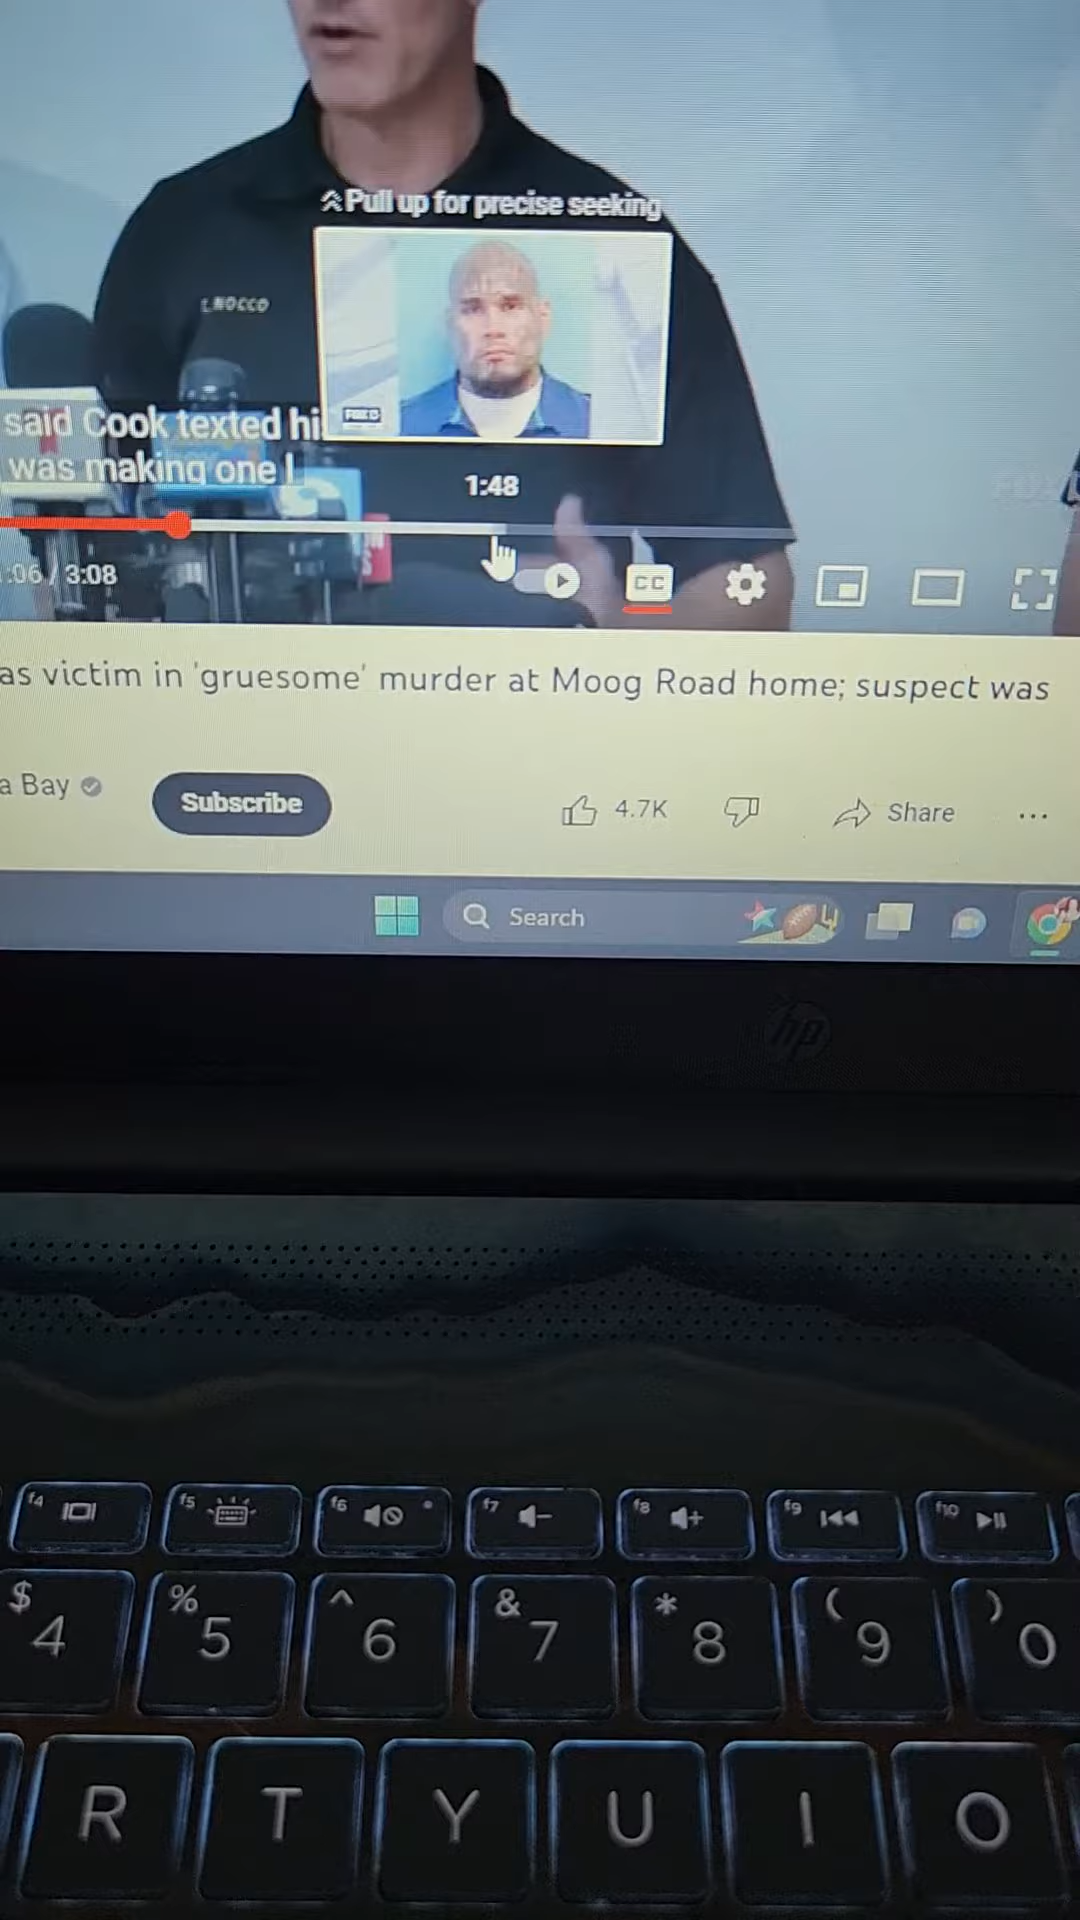 Pull up for precise seeking
NOCCO
said Cook texted hi
was making one I
1:48
:06 / 3:08
CC
as victim in 'gruesome' murder at Moog Road home; suspect was
a Bay
Subscribe
4.7K
Share
...
Search
hp
f4
f5
f6
f7
f8
f9
f10
$ 4
% 5
^ 6
& 7
* 8
( 9
) 0
R
T
Y
U
I
O